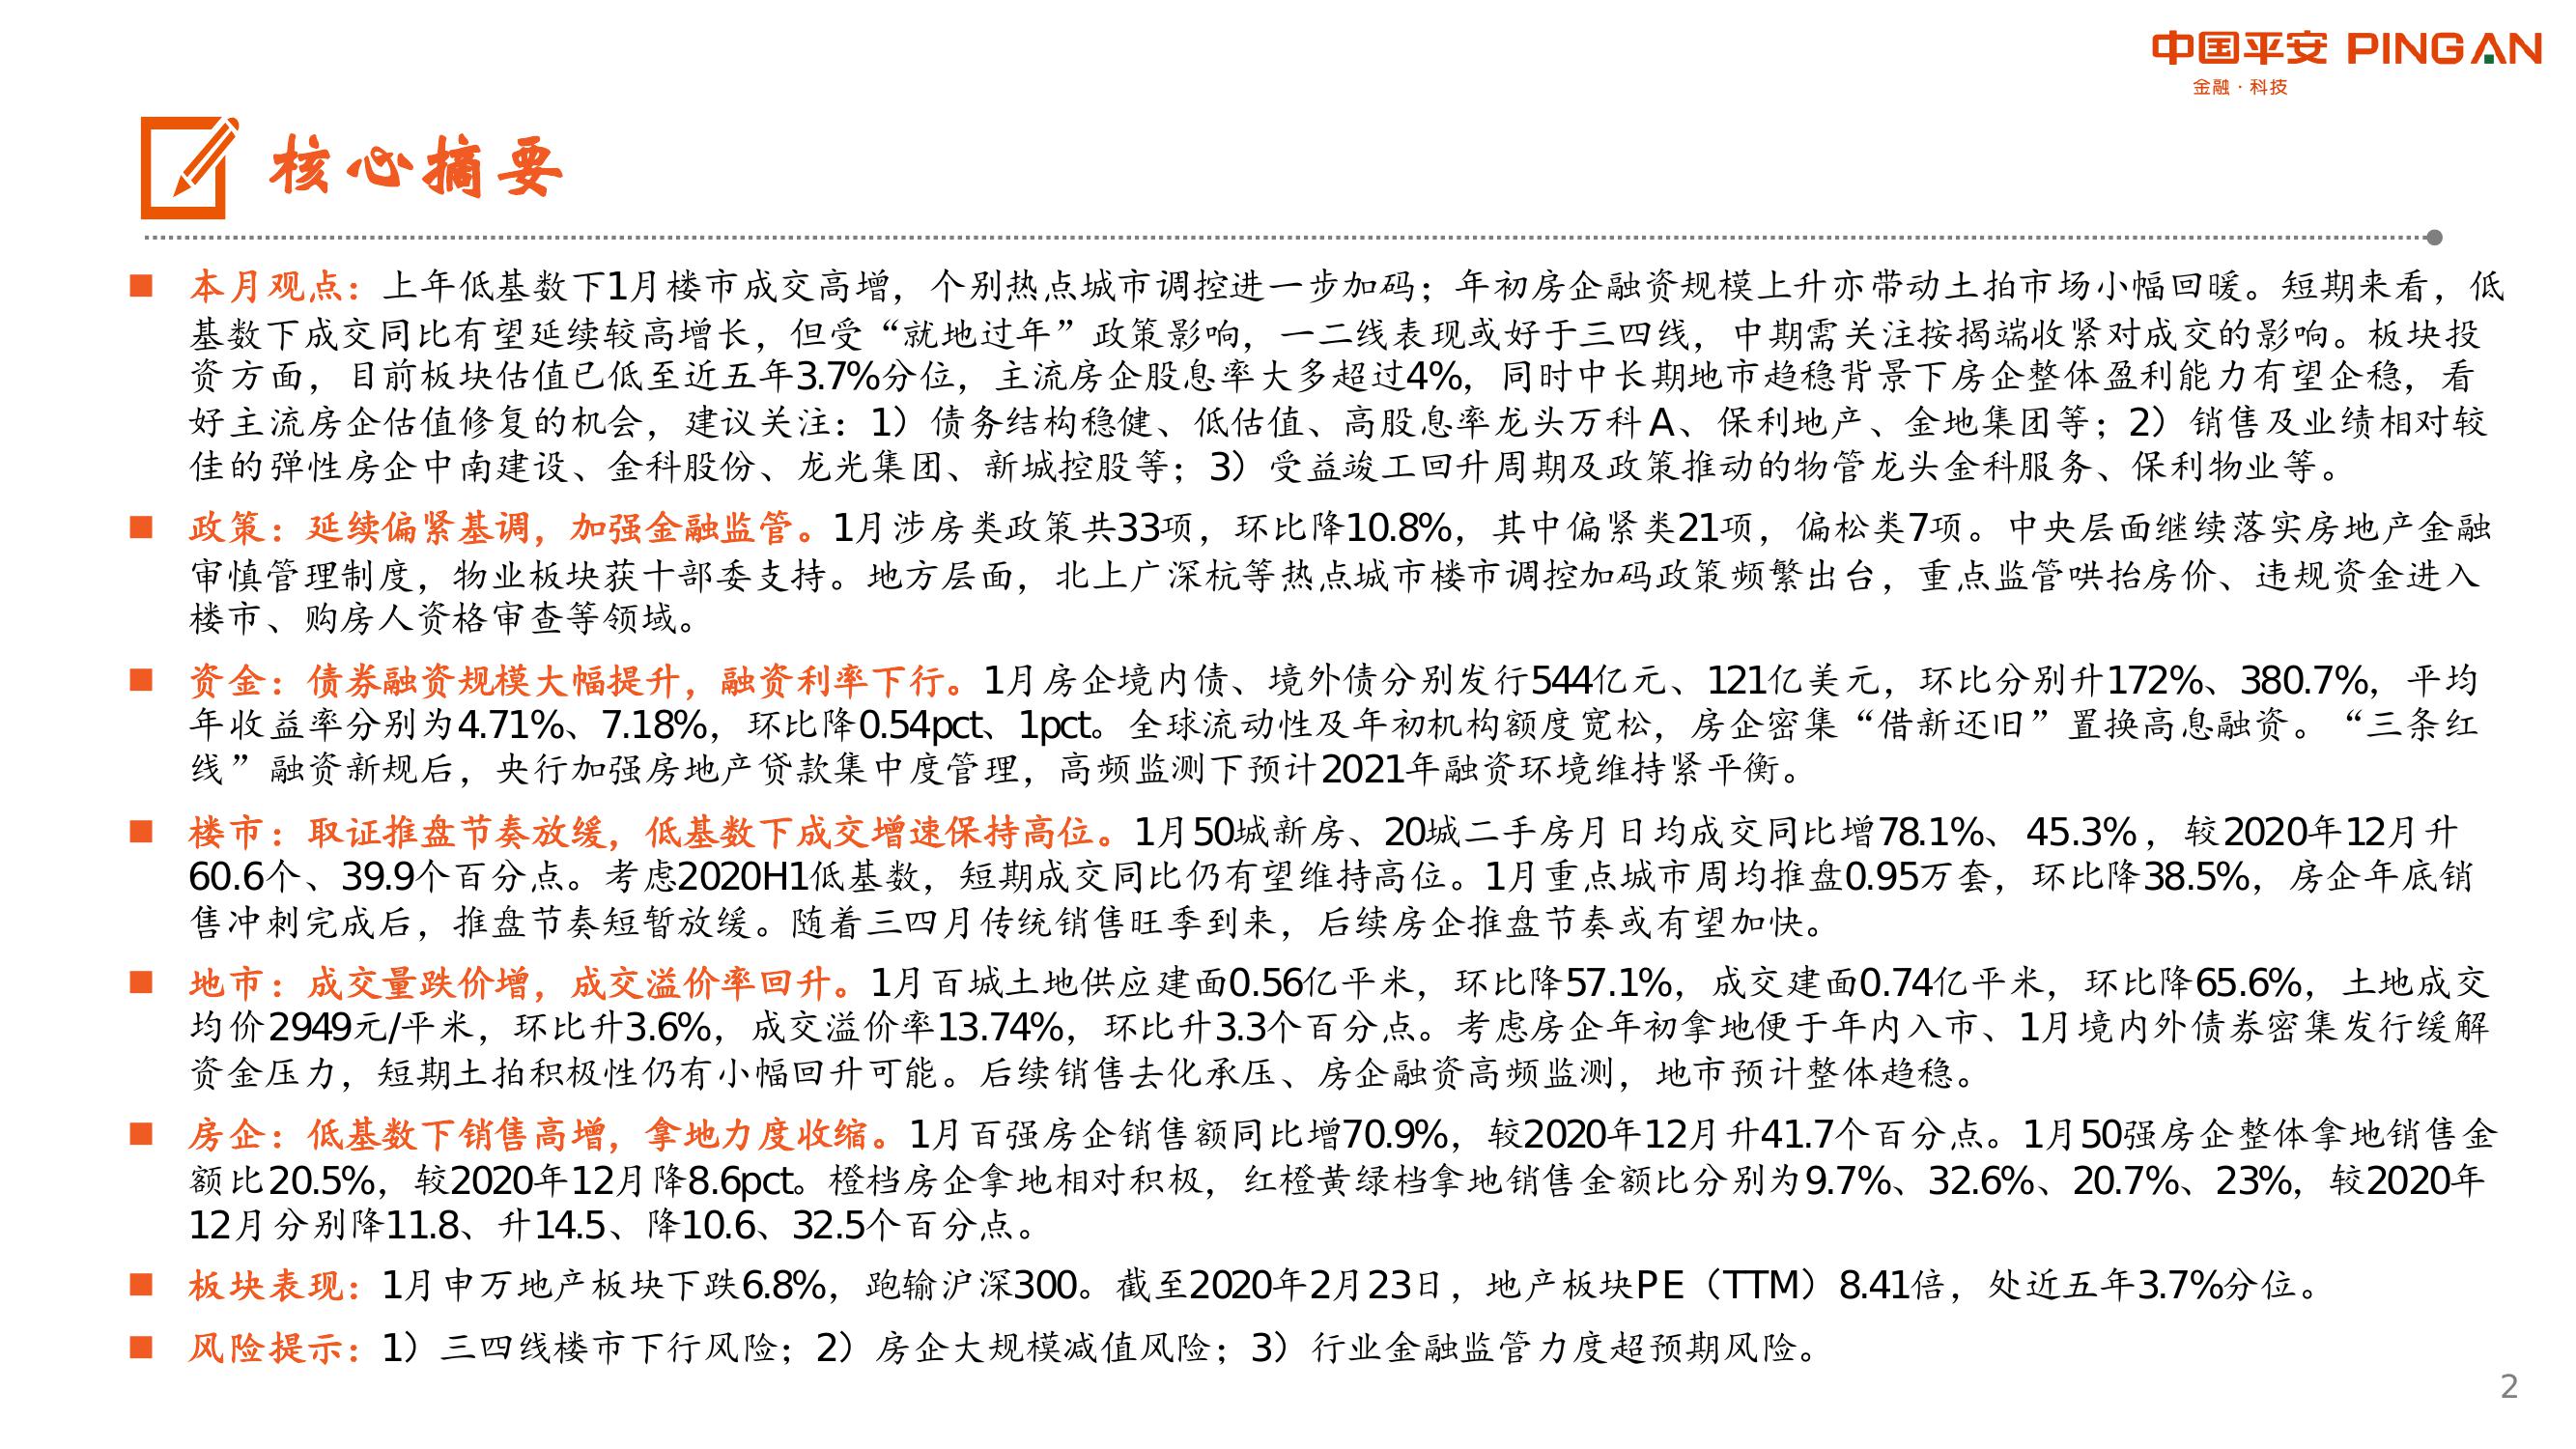 中国平安 PINGAN
金融·科技
核心摘要
本月观点：上年低基数下1月楼市成交高增，个别热点城市调控进一步加码；年初房企融资规模上升亦带动土拍市场小幅回暖。短期来看，低
基数下成交同比有望延续较高增长，但受“就地过年”政策影响，一二线表现或好于三四线，中期需关注按揭端收紧对成交的影响。板块投
资方面，目前板块估值已低至近五年3.7%分位，主流房企股息率大多超过4%，同时中长期地市趋稳背景下房企整体盈利能力有望企稳，看
好主流房企估值修复的机会，建议关注：1）债务结构稳健、低估值、高股息率龙头万科A、保利地产、金地集团等；2）销售及业绩相对较
佳的弹性房企中南建设、金科股份、龙光集团、新城控股等；3）受益竣工回升周期及政策推动的物管龙头金科服务、保利物业等。
政策：延续偏紧基调，加强金融监管。1月涉房类政策共33项，环比降10.8%，其中偏紧类21项，偏松类7项。中央层面继续落实房地产金融
审慎管理制度，物业板块获十部委支持。地方层面，北上广深杭等热点城市楼市调控加码政策频繁出台，重点监管哄抬房价、违规资金进入
楼市、购房人资格审查等领域。
资金：债券融资规模大幅提升，融资利率下行。1月房企境内债、境外债分别发行544亿元、121亿美元，环比分别升172%、380.7%，平均
年收益率分别为4.71%、7.18%，环比降0.54pct、1pct。全球流动性及年初机构额度宽松，房企密集“借新还旧”置换高息融资。“三条红
线”融资新规后，央行加强房地产贷款集中度管理，高频监测下预计2021年融资环境维持紧平衡。
楼市：取证推盘节奏放缓，低基数下成交增速保持高位。1月50城新房、20城二手房月日均成交同比增78.1%、45.3%，较2020年12月升
60.6个、39.9个百分点。考虑2020H1低基数，短期成交同比仍有望维持高位。1月重点城市周均推盘0.95万套，环比降38.5%，房企年底销
售冲刺完成后，推盘节奏短暂放缓。随着三四月传统销售旺季到来，后续房企推盘节奏或有望加快。
地市：成交量跌价增，成交溢价率回升。1月百城土地供应建面0.56亿平米，环比降57.1%，成交建面0.74亿平米，环比降65.6%，土地成交
均价2949元/平米，环比升3.6%，成交溢价率13.74%，环比升3.3个百分点。考虑房企年初拿地便于年内入市、1月境内外债券密集发行缓解
资金压力，短期土拍积极性仍有小幅回升可能。后续销售去化承压、房企融资高频监测，地市预计整体趋稳。
房企：低基数下销售高增，拿地力度收缩。1月百强房企销售额同比增70.9%，较2020年12月升41.7个百分点。1月50强房企整体拿地销售金
额比20.5%，较2020年12月降8.6pct。橙档房企拿地相对积极，红橙黄绿档拿地销售金额比分别为9.7%、32.6%、20.7%、23%，较2020年
12月分别降11.8、升14.5、降10.6、32.5个百分点。
板块表现：1月申万地产板块下跌6.8%，跑输沪深300。截至2020年2月23日，地产板块PE（TTM）8.41倍，处近五年3.7%分位。
风险提示：1）三四线楼市下行风险；2）房企大规模减值风险；3）行业金融监管力度超预期风险。
2